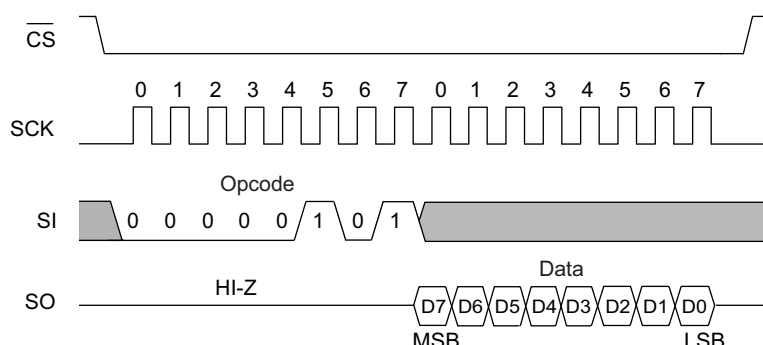 CS
0 1 2 3 4 5 6 7 0 1 2 3 4 5 6 7
SCK
Opcode
SI 0 0 0 0 0 1 0 1
Data
HI-Z
SO D7 D6 D5 D4 D3 D2 D1 D0
MSB LSB